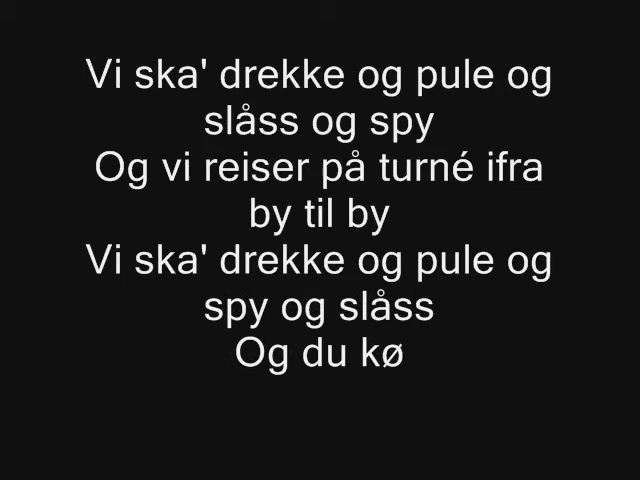 Vi ska' drekke og pule og
slåss og spy
Og vi reiser på turné ifra
by til by
Vi ska' drekke og pule og
spy og slåss
Og du kø